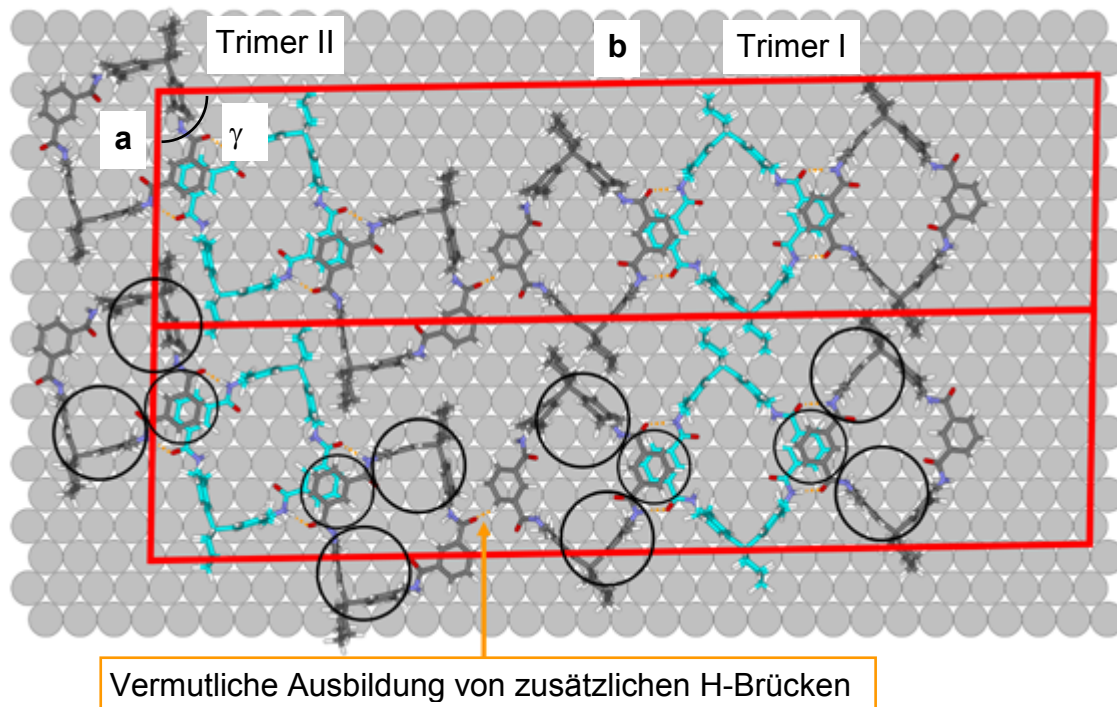 Trimer II
b
Trimer I
a
γ
Vermutliche Ausbildung von zusätzlichen H-Brücken